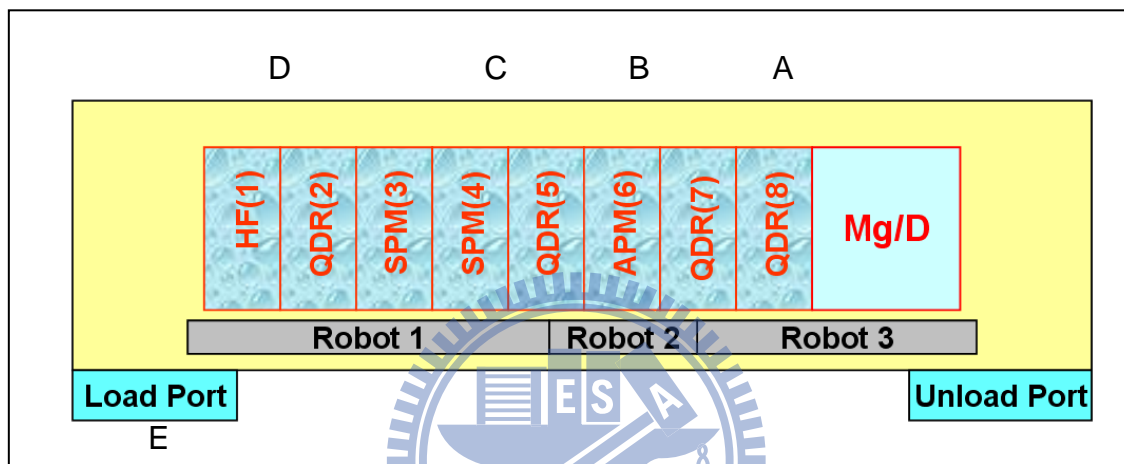 D C B A
HF(1) QDR(2) SPM(3) SPM(4) QDR(5) APM(6) QDR(7) QDR(8) Mg/D
Robot 1 Robot 2 Robot 3
Load Port Unload Port
E
E S A